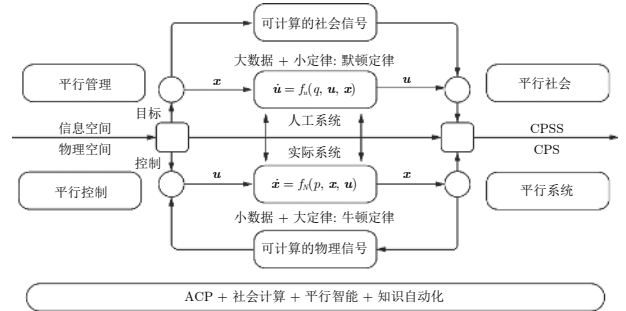 可计算的社会信号
大数据 + 小定律: 默顿定律
平行管理
x
u̇ = fu(q, u, x)
u
平行社会
目标
人工系统
信息空间
CPSS
物理空间
实际系统
CPS
控制
平行控制
u
ẋ = fN(p, x, u)
x
平行系统
小数据 + 大定律: 牛顿定律
可计算的物理信号
ACP + 社会计算 + 平行智能 + 知识自动化